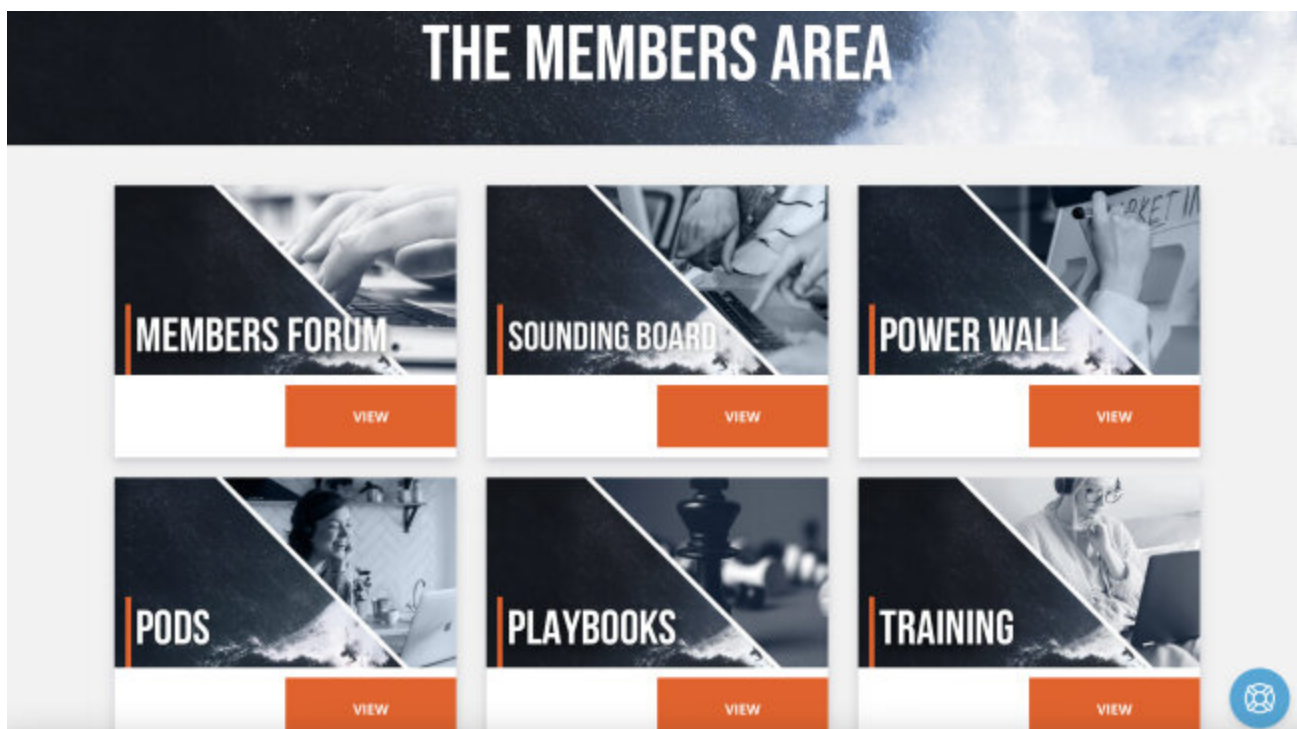 THE MEMBERS AREA
MEMBERS FORUM
SOUNDING BOARD
POWER WALL
VIEW
VIEW
VIEW
PODS
PLAYBOOKS
TRAINING
VIEW
VIEW
VIEW